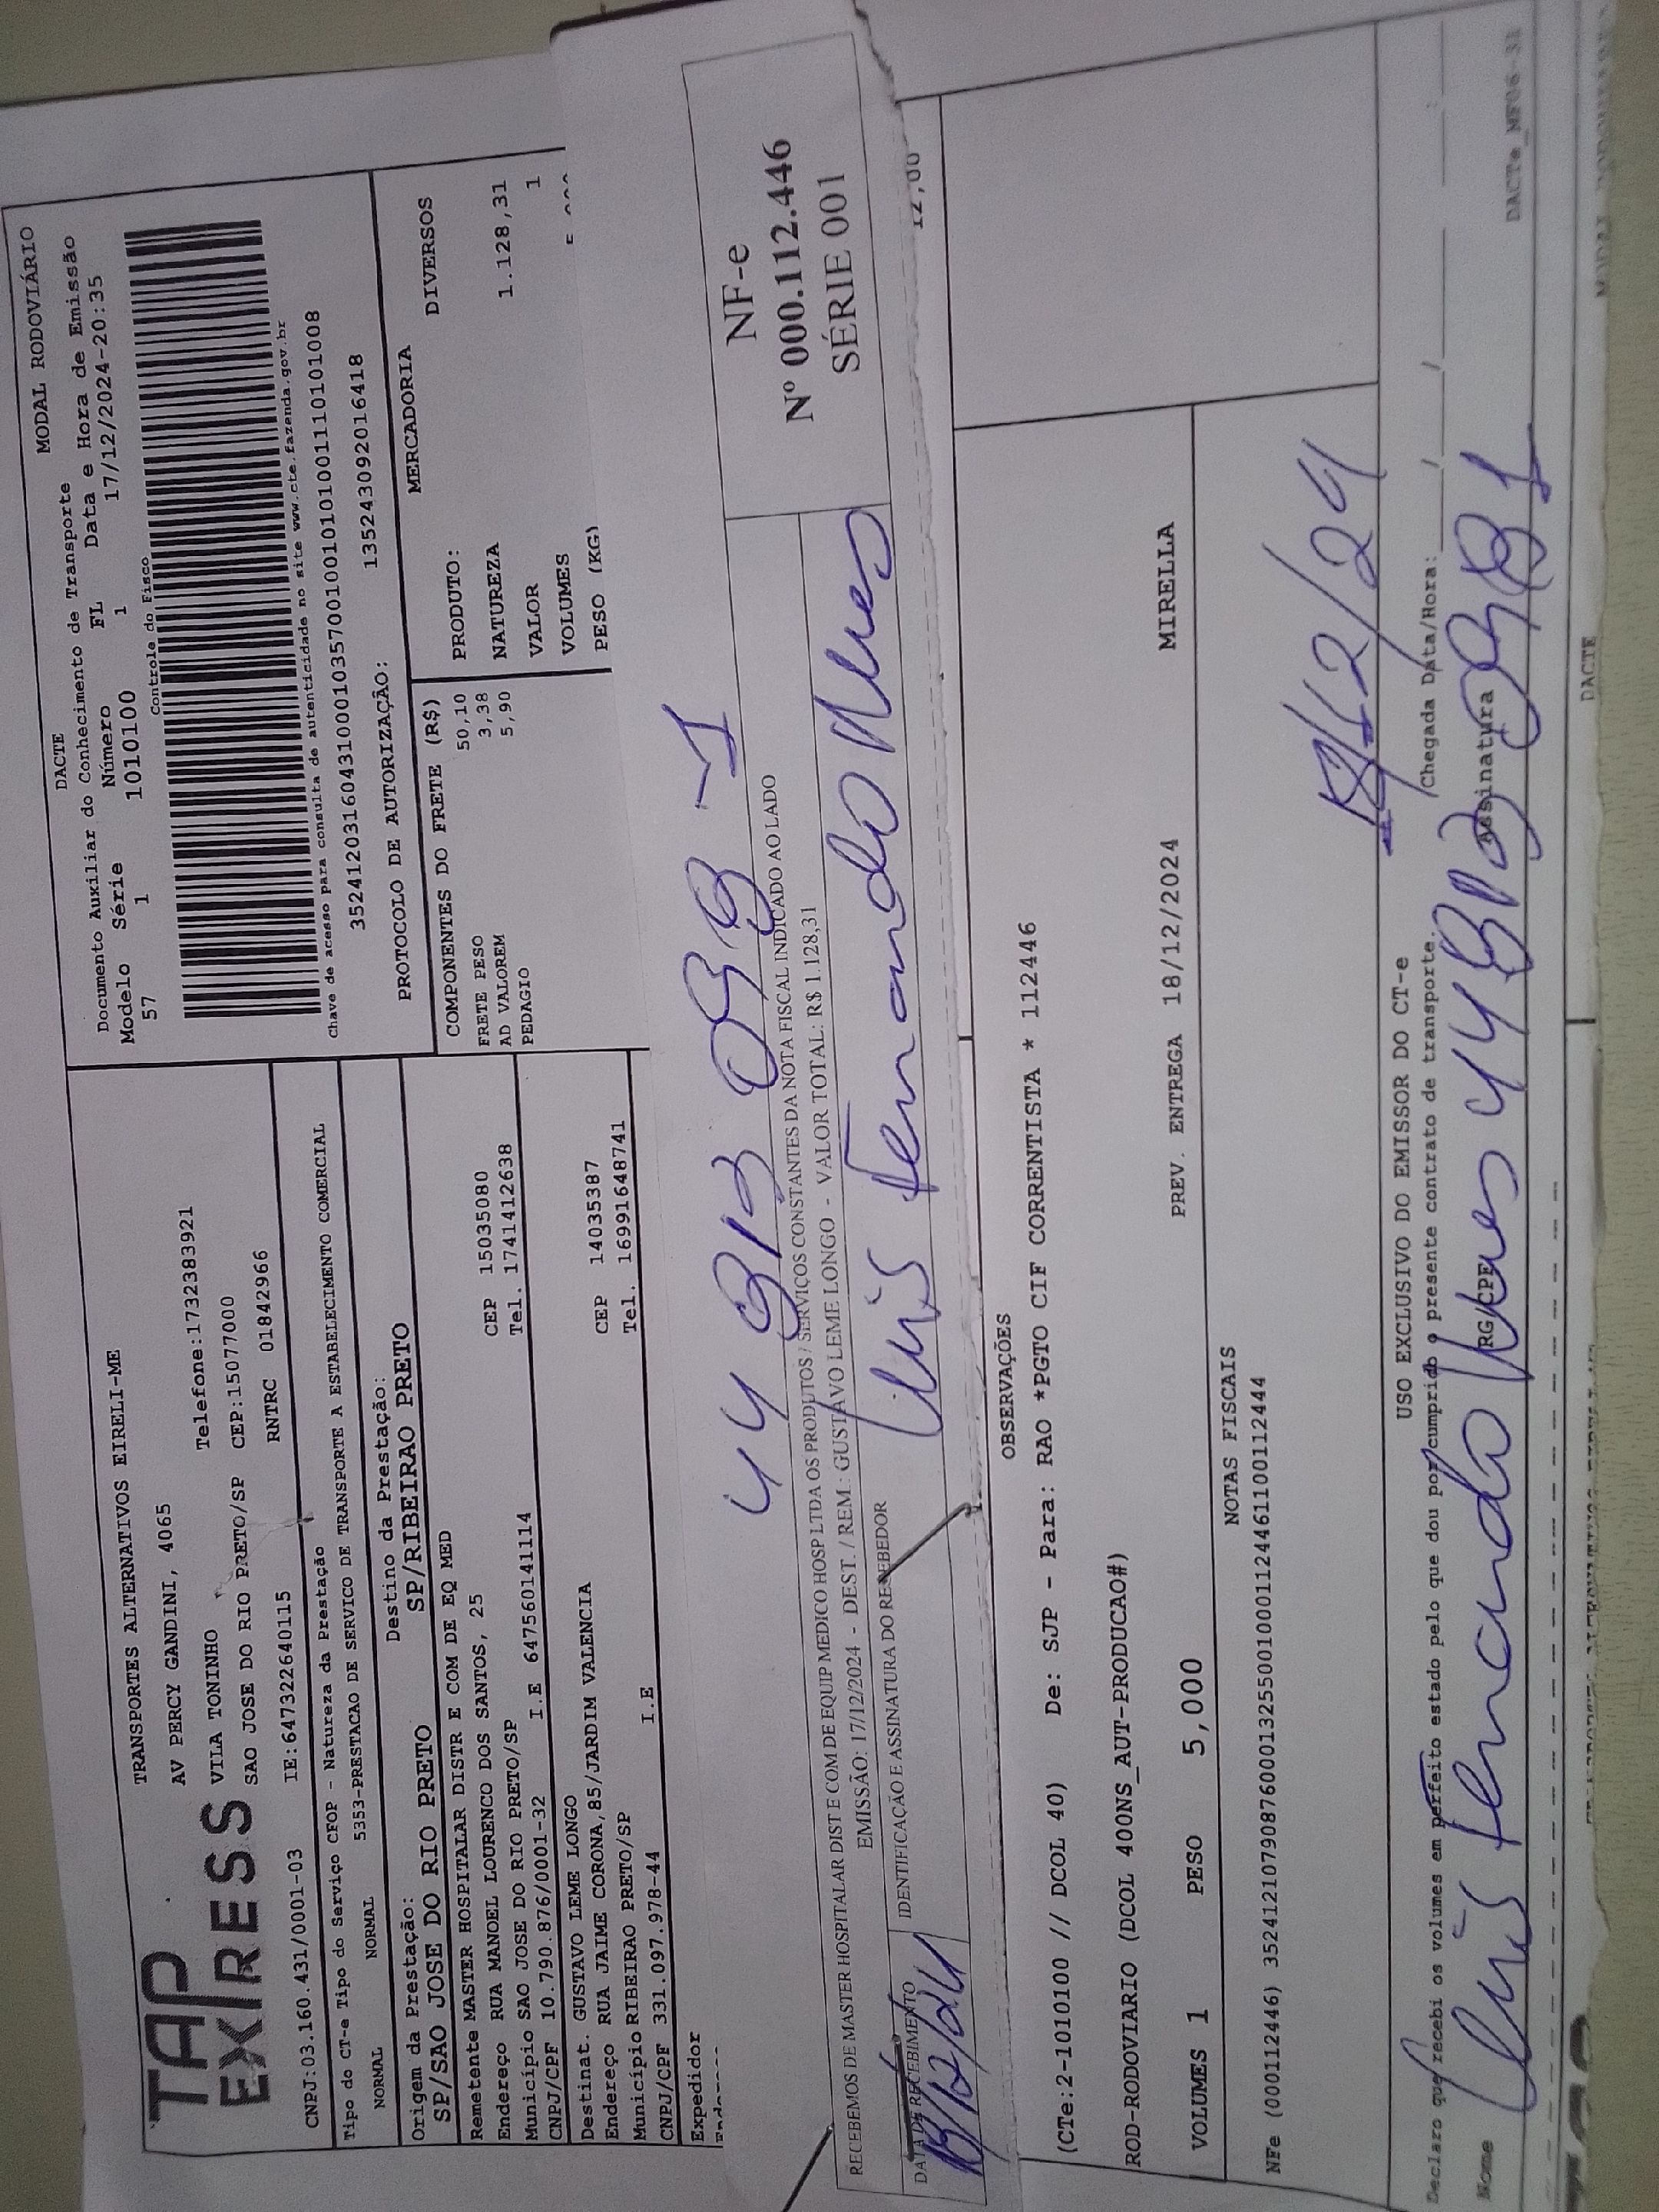 TAP
EXPRESS
TRANSPORTES ALTERNATIVOS EIRELI-ME
AV PERCY GANDINI, 4065
VILA TONINHO Telefone:1732383921
SAO JOSE DO RIO PRETO/SP CEP:15077000
CNPJ:03.160.431/0001-03 IE:647322640115 RNTRC 01842966
Tipo do CT-e Tipo do Serviço CFOP - Natureza da Prestação
NORMAL NORMAL 5353-PRESTACAO DE SERVICO DE TRANSPORTE A ESTABELECIMENTO COMERCIAL
Origem da Prestação: Destino da Prestação:
SP/SAO JOSE DO RIO PRETO SP/RIBEIRAO PRETO
Remetente MASTER HOSPITALAR DISTR E COM DE EQ MED
Endereço RUA MANOEL LOURENCO DOS SANTOS, 25 CEP 15035080
Município SAO JOSE DO RIO PRETO/SP Tel. 1741412638
CNPJ/CPF 10.790.876/0001-32 I.E 647560141114
Destinat. GUSTAVO LEME LONGO
Endereço RUA JAIME CORONA,85/JARDIM VALENCIA CEP 14035387
Município RIBEIRAO PRETO/SP Tel. 16991648741
CNPJ/CPF 331.097.978-44 I.E
Expedidor
DACTE MODAL RODOVIÁRIO
Documento Auxiliar do Conhecimento de Transporte
Modelo Série Número FL Data e Hora de Emissão
57 1 1010100 1 17/12/2024-20:35
Controle do Fisco
Chave de acesso para consulta de autenticidade no site www.cte.fazenda.gov.br
35241203160431000103570010010101001110101008
PROTOCOLO DE AUTORIZAÇÃO: 135243092016418
COMPONENTES DO FRETE (R$) MERCADORIA
FRETE PESO 50,10 PRODUTO: DIVERSOS
AD VALOREM 3,38 NATUREZA
PEDAGIO 5,90 VALOR 1.128,31
VOLUMES 1
PESO (KG)
RECEBEMOS DE MASTER HOSPITALAR DIST E COM DE EQUIP MEDICO HOSP LTDA OS PRODUTOS / SERVIÇOS CONSTANTES DA NOTA FISCAL INDICADO AO LADO
EMISSÃO: 17/12/2024 - DEST. / REM: GUSTAVO LEME LONGO - VALOR TOTAL: R$ 1.128,31
DATA DE RECEBIMENTO IDENTIFICAÇÃO E ASSINATURA DO RECEBEDOR
Luis Fernando
NF-e
Nº 000.112.446
SÉRIE 001
12,00
OBSERVAÇÕES
(CTe:2-1010100 // DCOL 40) De: SJP - Para: RAO *PGTO CIF CORRENTISTA * 112446
ROD-RODOVIARIO (DCOL 400NS_AUT-PRODUCAO#)
VOLUMES 1 PESO 5,000 PREV. ENTREGA 18/12/2024 MIRELLA
NOTAS FISCAIS
NFe (000112446) 35241210790876000132550010001124461100112444
USO EXCLUSIVO DO EMISSOR DO CT-e
Declaro que recebi os volumes em perfeito estado pelo que dou por cumprido o presente contrato de transporte.
Chegada Data/Hora: / /
Nome RG/CPF Assinatura
Luis Fernando
DACTe_MF06-31
DACTE